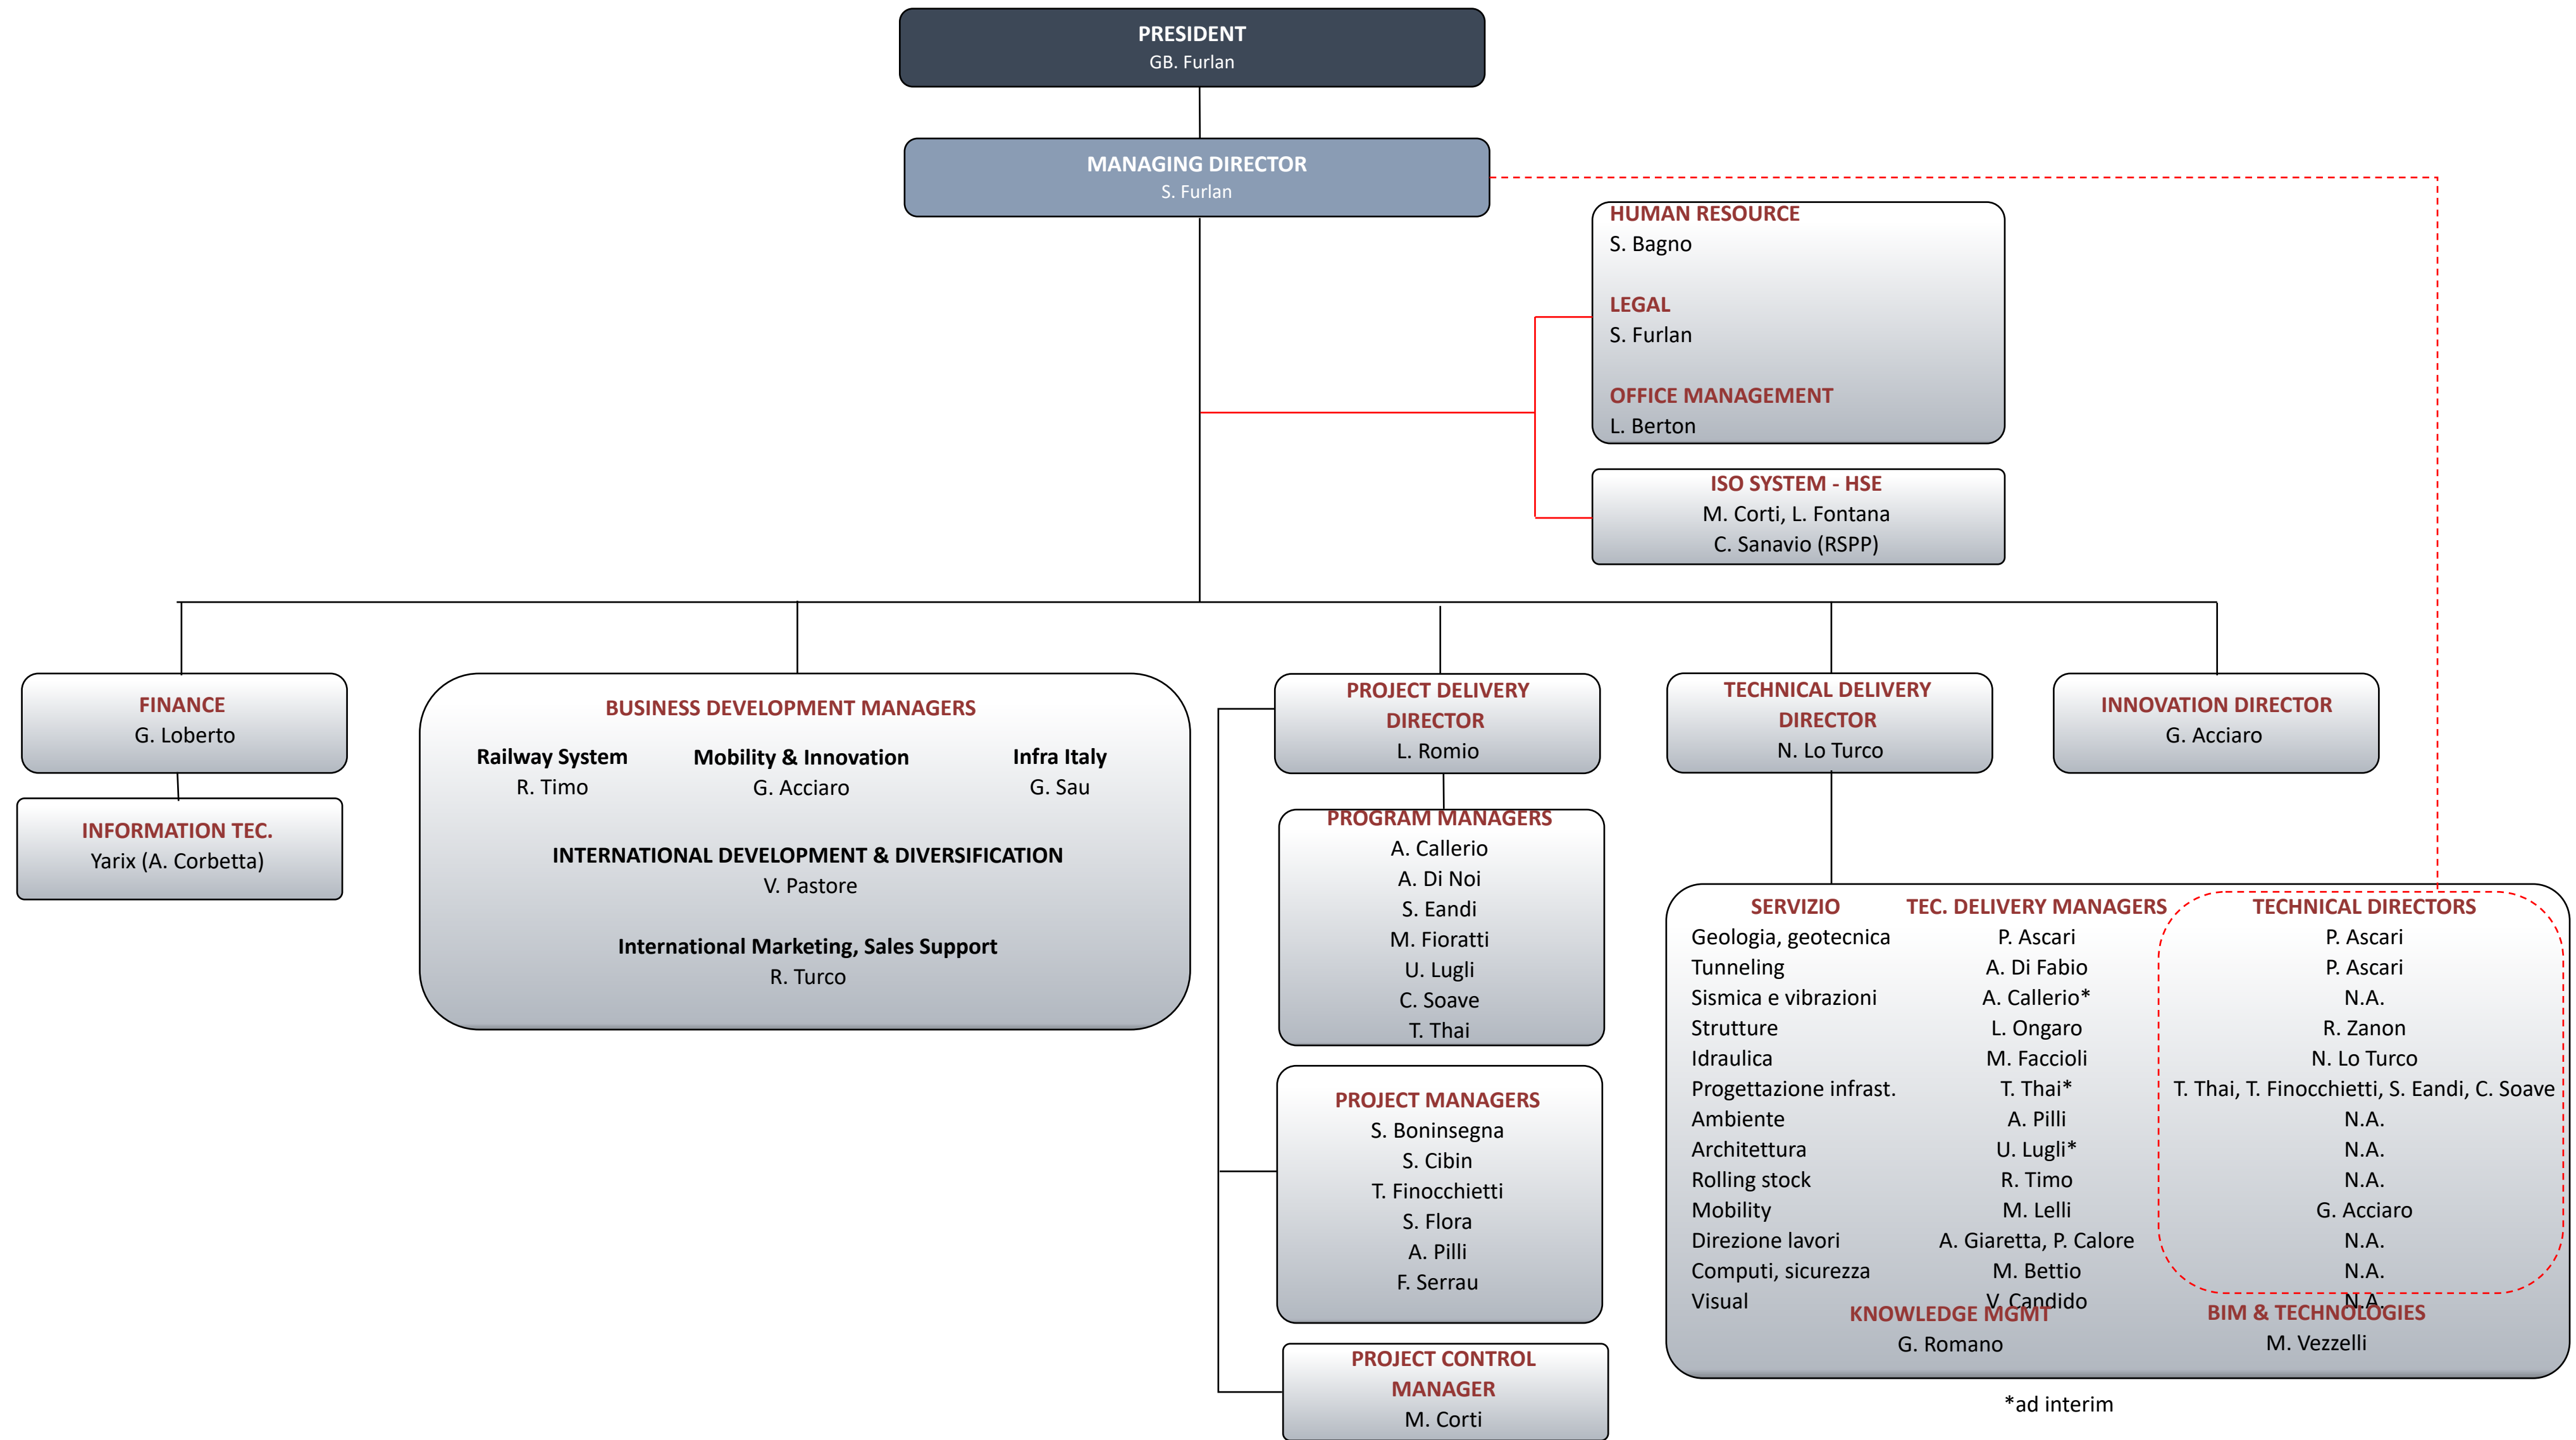 PRESIDENT
GB. Furlan
MANAGING DIRECTOR
S. Furlan
HUMAN RESOURCE
S. Bagno
LEGAL
S. Furlan
OFFICE MANAGEMENT
L. Berton
ISO SYSTEM - HSE
M. Corti, L. Fontana
C. Sanavio (RSPP)
FINANCE
G. Loberto
INFORMATION TEC.
Yarix (A. Corbetta)
BUSINESS DEVELOPMENT MANAGERS
Railway System Mobility & Innovation Infra Italy
R. Timo G. Acciaro G. Sau
INTERNATIONAL DEVELOPMENT & DIVERSIFICATION
V. Pastore
International Marketing, Sales Support
R. Turco
PROJECT DELIVERY
DIRECTOR
L. Romio
PROGRAM MANAGERS
A. Callerio
A. Di Noi
S. Eandi
M. Fioratti
U. Lugli
C. Soave
T. Thai
PROJECT MANAGERS
S. Boninsegna
S. Cibin
T. Finocchietti
S. Flora
A. Pilli
F. Serrau
PROJECT CONTROL
MANAGER
M. Corti
TECHNICAL DELIVERY
DIRECTOR
N. Lo Turco
INNOVATION DIRECTOR
G. Acciaro
SERVIZIO TEC. DELIVERY MANAGERS TECHNICAL DIRECTORS
Geologia, geotecnica P. Ascari P. Ascari
Tunneling A. Di Fabio P. Ascari
Sismica e vibrazioni A. Callerio* N.A.
Strutture L. Ongaro R. Zanon
Idraulica M. Faccioli N. Lo Turco
Progettazione infrast. T. Thai* T. Thai, T. Finocchietti, S. Eandi, C. Soave
Ambiente A. Pilli N.A.
Architettura U. Lugli* N.A.
Rolling stock R. Timo N.A.
Mobility M. Lelli G. Acciaro
Direzione lavori A. Giaretta, P. Calore N.A.
Computi, sicurezza M. Bettio N.A.
Visual V. Candido N.A.
KNOWLEDGE MGMT BIM & TECHNOLOGIES
G. Romano M. Vezzelli
*ad interim